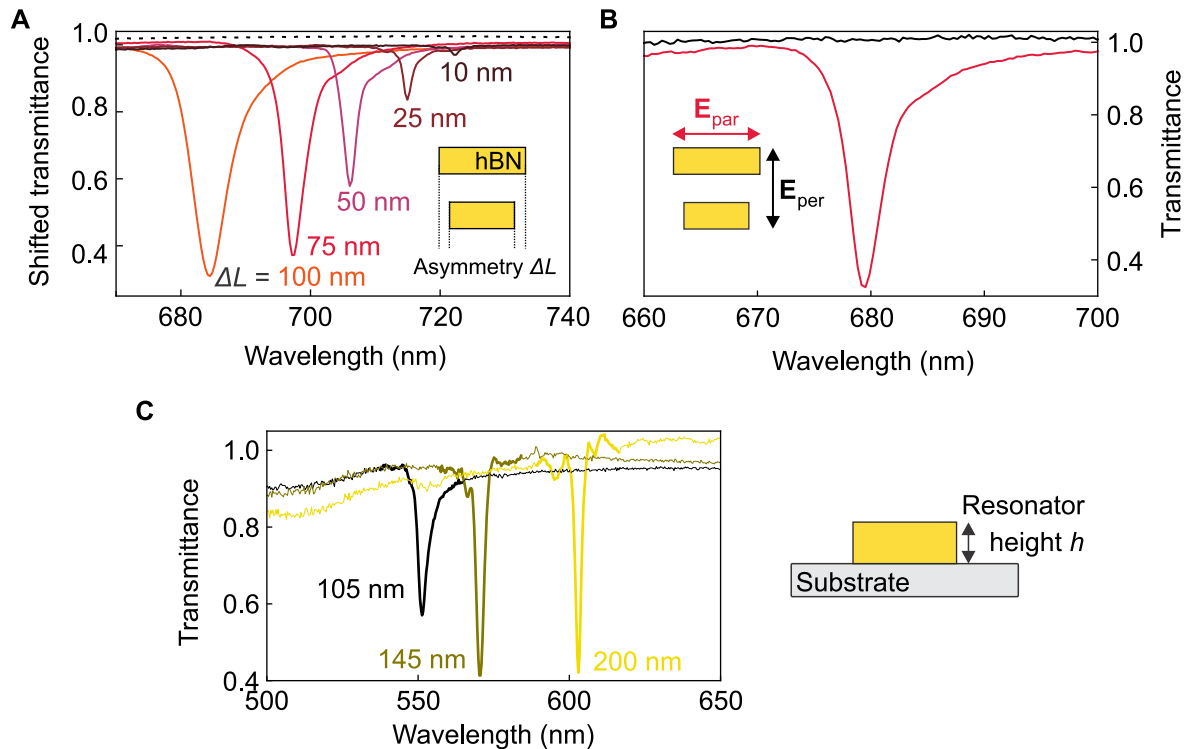 A
Shifted transmittance
1.0
0.8
0.6
0.4
10 nm
25 nm
50 nm
75 nm
ΔL = 100 nm
hBN
Asymmetry ΔL
680
700
720
740
Wavelength (nm)
B
E par
E per
1.0
0.8
0.6
0.4
Transmittance
660
670
680
690
700
Wavelength (nm)
C
Transmittance
1.0
0.8
0.6
0.4
105 nm
145 nm
200 nm
500
550
600
650
Wavelength (nm)
Resonator
height h
Substrate